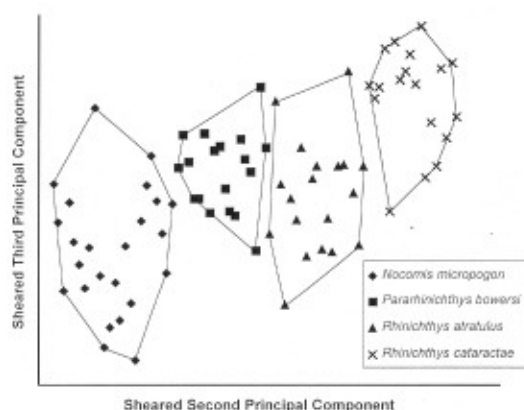 Sheared Third Principal Component
Nocomis micropogon
Pararhinichthys bowersi
Rhinichthys atratulus
Rhinichthys cataractae
Sheared Second Principal Component